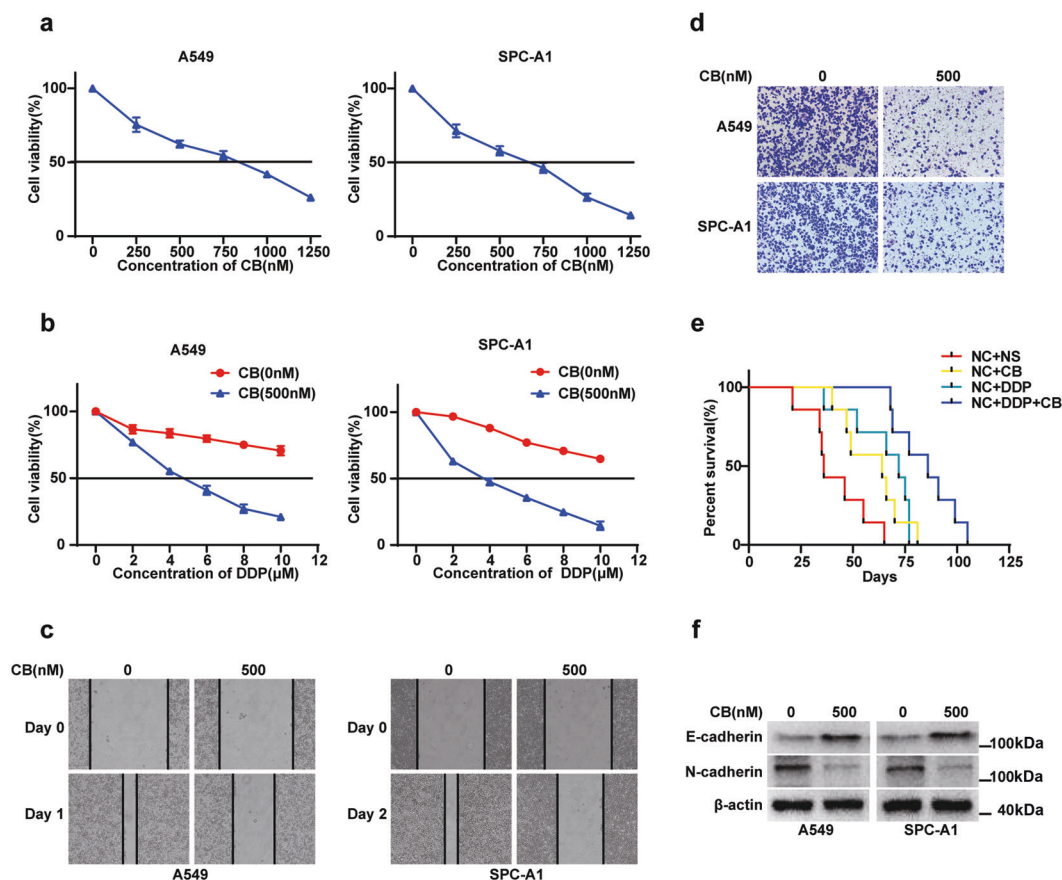 a
A549
Cell viability(%)
100
50
0
0 250 500 750 1000 1250
Concentration of CB(nM)
SPC-A1
Cell viability(%)
100
50
0
0 250 500 750 1000 1250
Concentration of CB(nM)
b
A549
CB(0nM)
CB(500nM)
Cell viability(%)
100
50
0
0 2 4 6 8 10 12
Concentration of DDP(μM)
SPC-A1
CB(0nM)
CB(500nM)
Cell viability(%)
100
50
0
0 2 4 6 8 10 12
Concentration of DDP(μM)
c
CB(nM) 0 500
Day 0
Day 1
A549
0 500
Day 0
Day 2
SPC-A1
d
CB(nM) 0 500
A549
SPC-A1
e
NC+NS
NC+CB
NC+DDP
NC+DDP+CB
Percent survival(%)
100
50
0
0 25 50 75 100 125
Days
f
CB(nM) 0 500 0 500
E-cadherin 100kDa
N-cadherin 100kDa
β-actin 40kDa
A549 SPC-A1